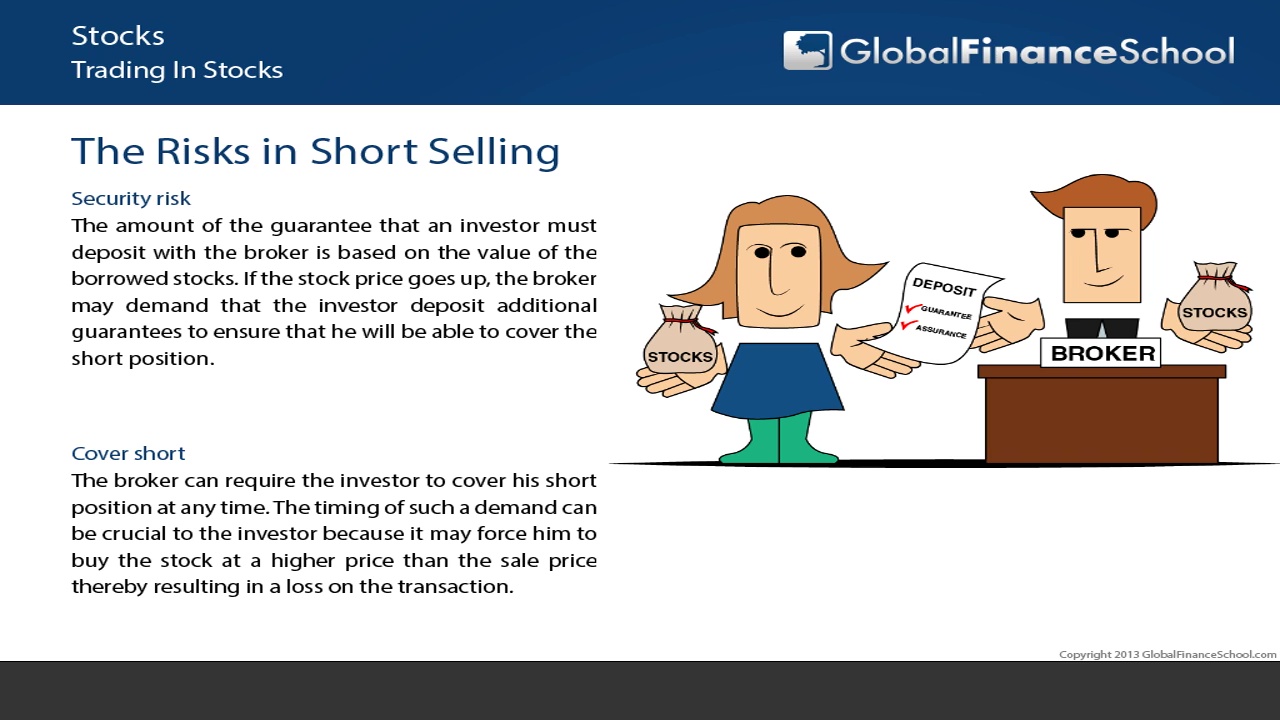 Stocks
Trading In Stocks
GlobalFinanceSchool
The Risks in Short Selling
Security risk
The amount of the guarantee that an investor must
deposit with the broker is based on the value of the
borrowed stocks. If the stock price goes up, the broker
may demand that the investor deposit additional
guarantees to ensure that he will be able to cover the
short position.
Cover short
The broker can require the investor to cover his short
position at any time. The timing of such a demand can
be crucial to the investor because it may force him to
buy the stock at a higher price than the sale price
thereby resulting in a loss on the transaction.
DEPOSIT
GUARANTEE
ASSURANCE
STOCKS
STOCKS
BROKER
Copyright 2013 GlobalFinanceSchool.com